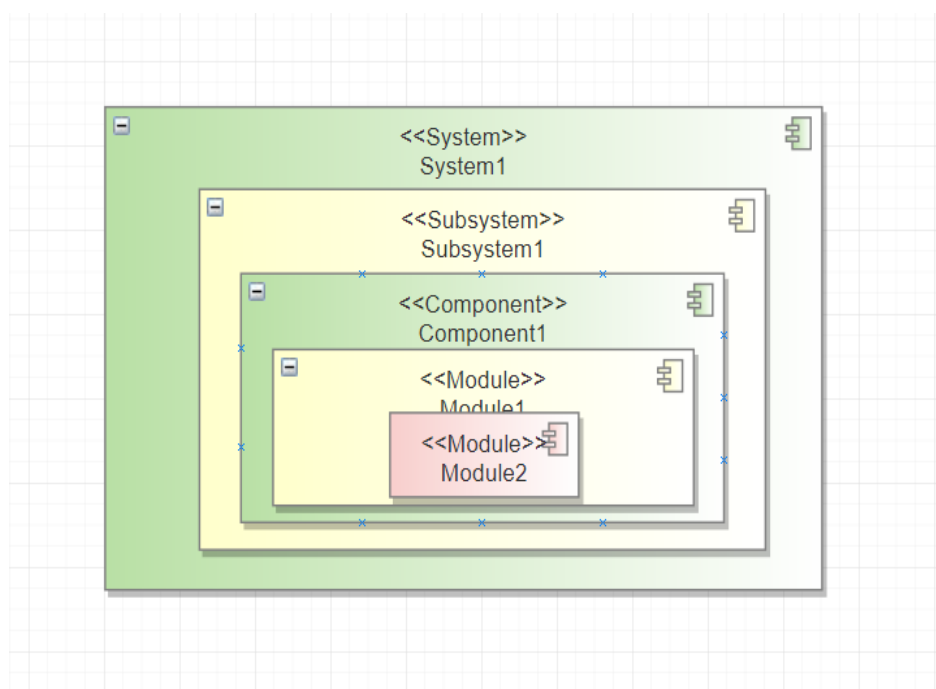 <<System>>
System1
<<Subsystem>>
Subsystem1
<<Component>>
Component1
<<Module>>
Module1
<<Module>>
Module2